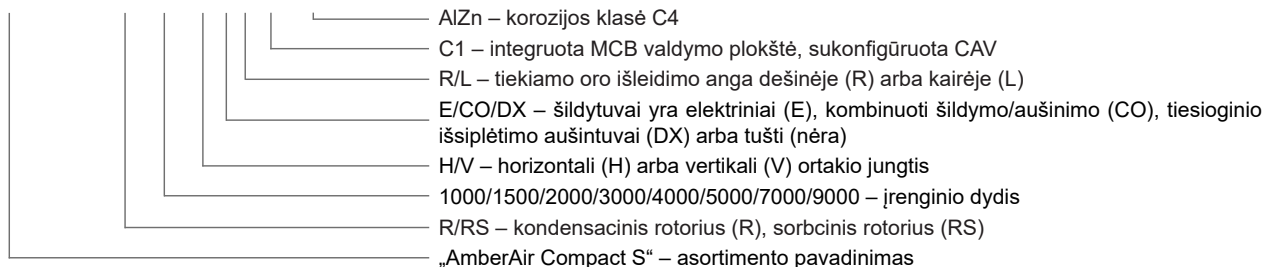 AlZn – korozijos klasė C4
C1 – integruota MCB valdymo plokštė, sukonfigūruota CAV
R/L – tiekiamo oro išleidimo anga dešinėje (R) arba kairėje (L)
E/CO/DX – šildytuvai yra elektriniai (E), kombinuoti šildymo/aušinimo (CO), tiesioginio
išsiplėtimo aušintuvai (DX) arba tušti (nėra)
H/V – horizontali (H) arba vertikali (V) ortakio jungtis
1000/1500/2000/3000/4000/5000/7000/9000 – įrenginio dydis
R/RS – kondensacinis rotorius (R), sorbcinis rotorius (RS)
„AmberAir Compact S“ – asortimento pavadinimas